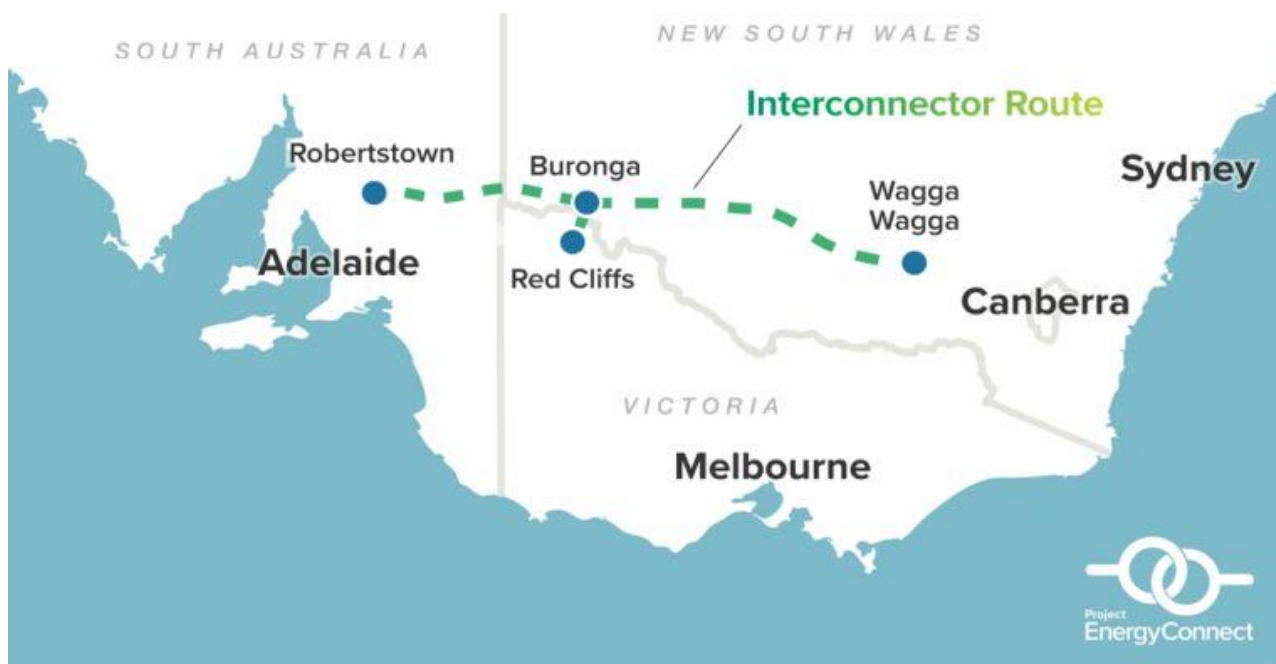 SOUTH AUSTRALIA
NEW SOUTH WALES
Interconnector Route
Robertstown
Buronga
Sydney
Wagga
Wagga
Adelaide
Red Cliffs
Canberra
VICTORIA
Melbourne
Project
EnergyConnect